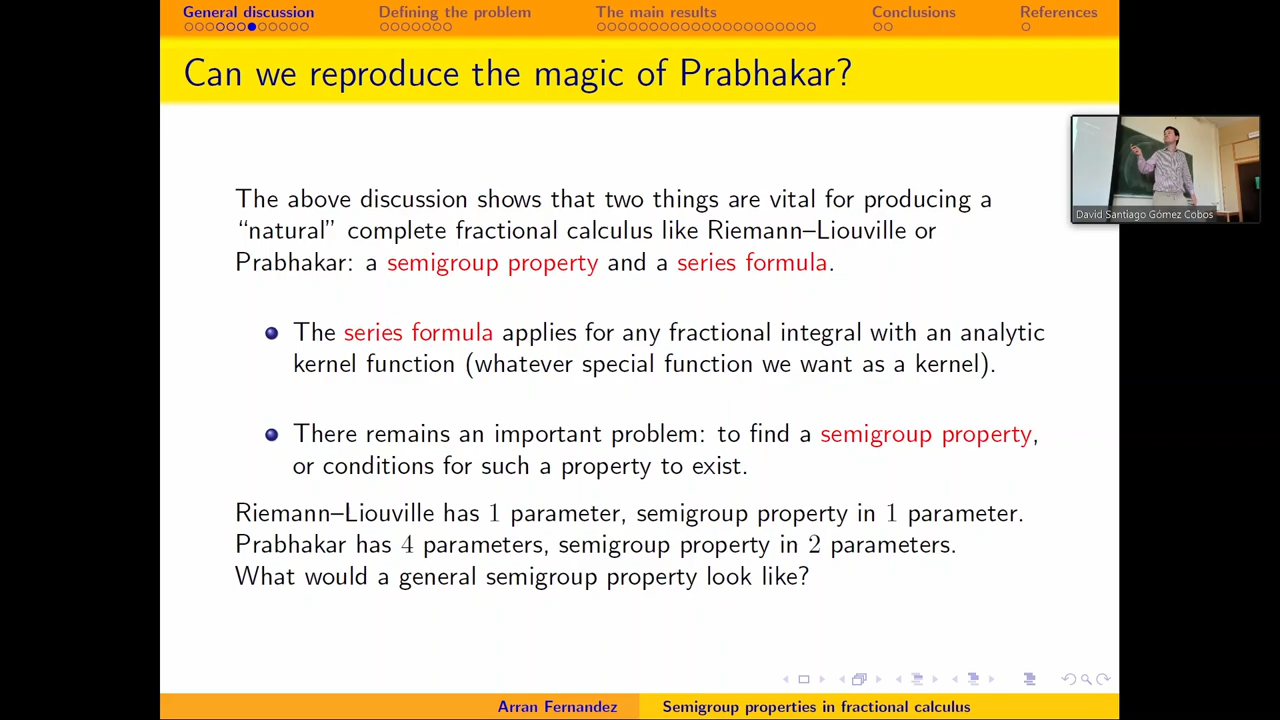 General discussion Defining the problem The main results Conclusions References
Can we reproduce the magic of Prabhakar?
The above discussion shows that two things are vital for producing a
“natural” complete fractional calculus like Riemann–Liouville or
Prabhakar: a semigroup property and a series formula.
The series formula applies for any fractional integral with an analytic
kernel function (whatever special function we want as a kernel).
There remains an important problem: to find a semigroup property,
or conditions for such a property to exist.
Riemann–Liouville has 1 parameter, semigroup property in 1 parameter.
Prabhakar has 4 parameters, semigroup property in 2 parameters.
What would a general semigroup property look like?
David Santiago Gómez Cobos
Arran Fernandez Semigroup properties in fractional calculus